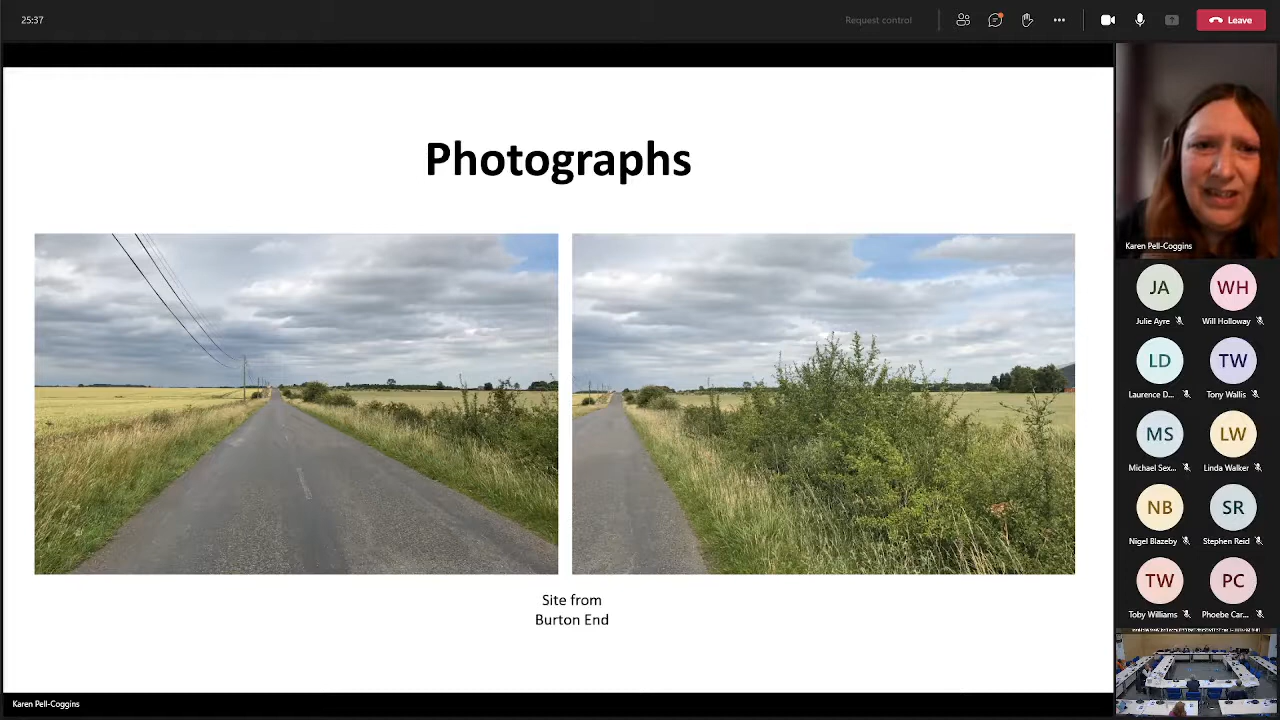 25:37
Request control
Leave
Photographs
Site from
Burton End
Karen Pell-Coggins
JA
WH
Julie Ayre
Will Holloway
LD
TW
Laurence D...
Tony Wallis
MS
LW
Michael Sex...
Linda Walker
NB
SR
Nigel Blazeby
Stephen Reid
TW
PC
Toby Williams
Phoebe Car...
Karen Pell-Coggins